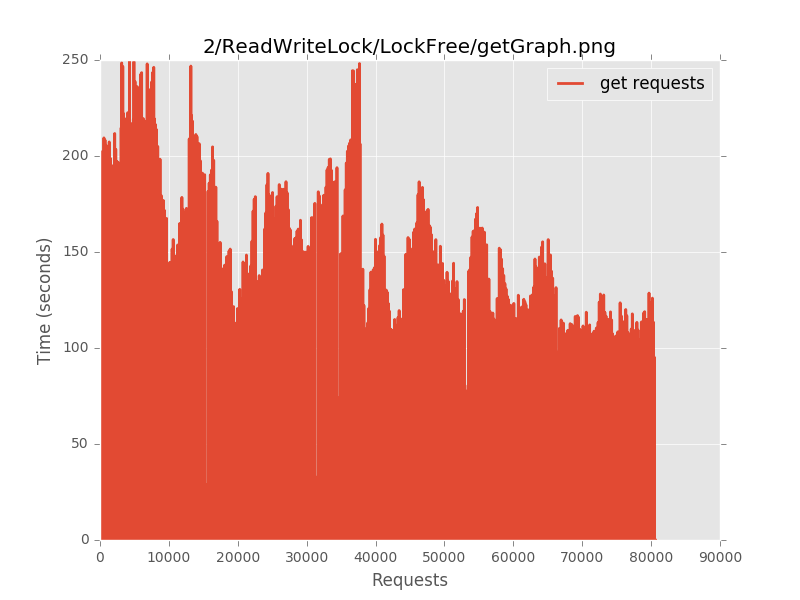 2/ReadWriteLock/LockFree/getGraph.png
get requests
250
200
150
100
50
0
Time (seconds)
0 10000 20000 30000 40000 50000 60000 70000 80000 90000
Requests